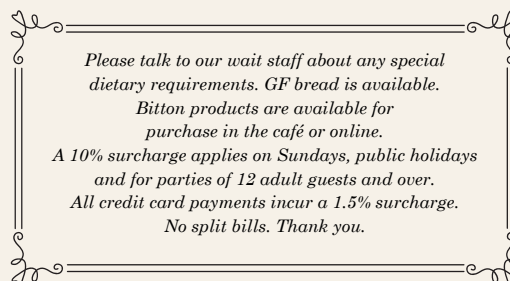 Please talk to our wait staff about any special
dietary requirements. GF bread is available.
Bitton products are available for
purchase in the café or online.
A 10% surcharge applies on Sundays, public holidays
and for parties of 12 adult guests and over.
All credit card payments incur a 1.5% surcharge.
No split bills. Thank you.